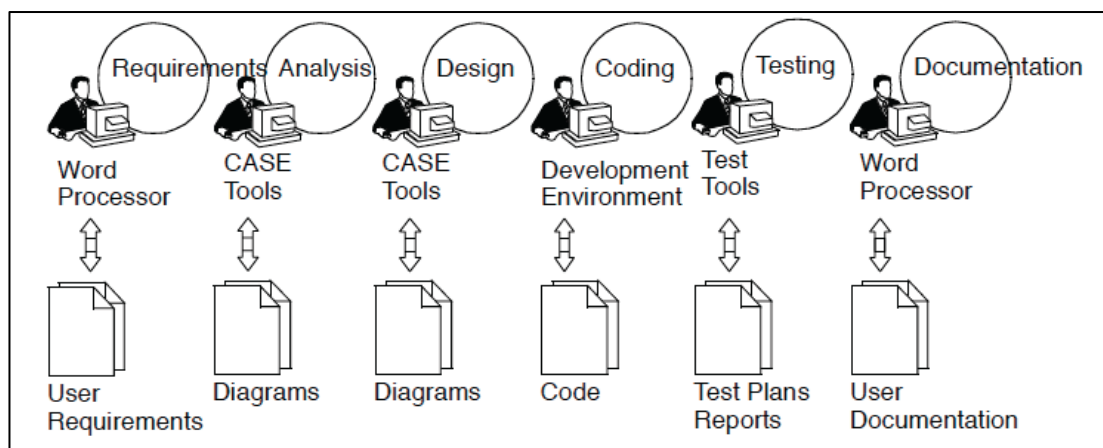 Requirements
Analysis
Design
Coding
Testing
Documentation
Word
Processor
CASE
Tools
CASE
Tools
Development
Environment
Test
Tools
Word
Processor
User
Requirements
Diagrams
Diagrams
Code
Test Plans
Reports
User
Documentation